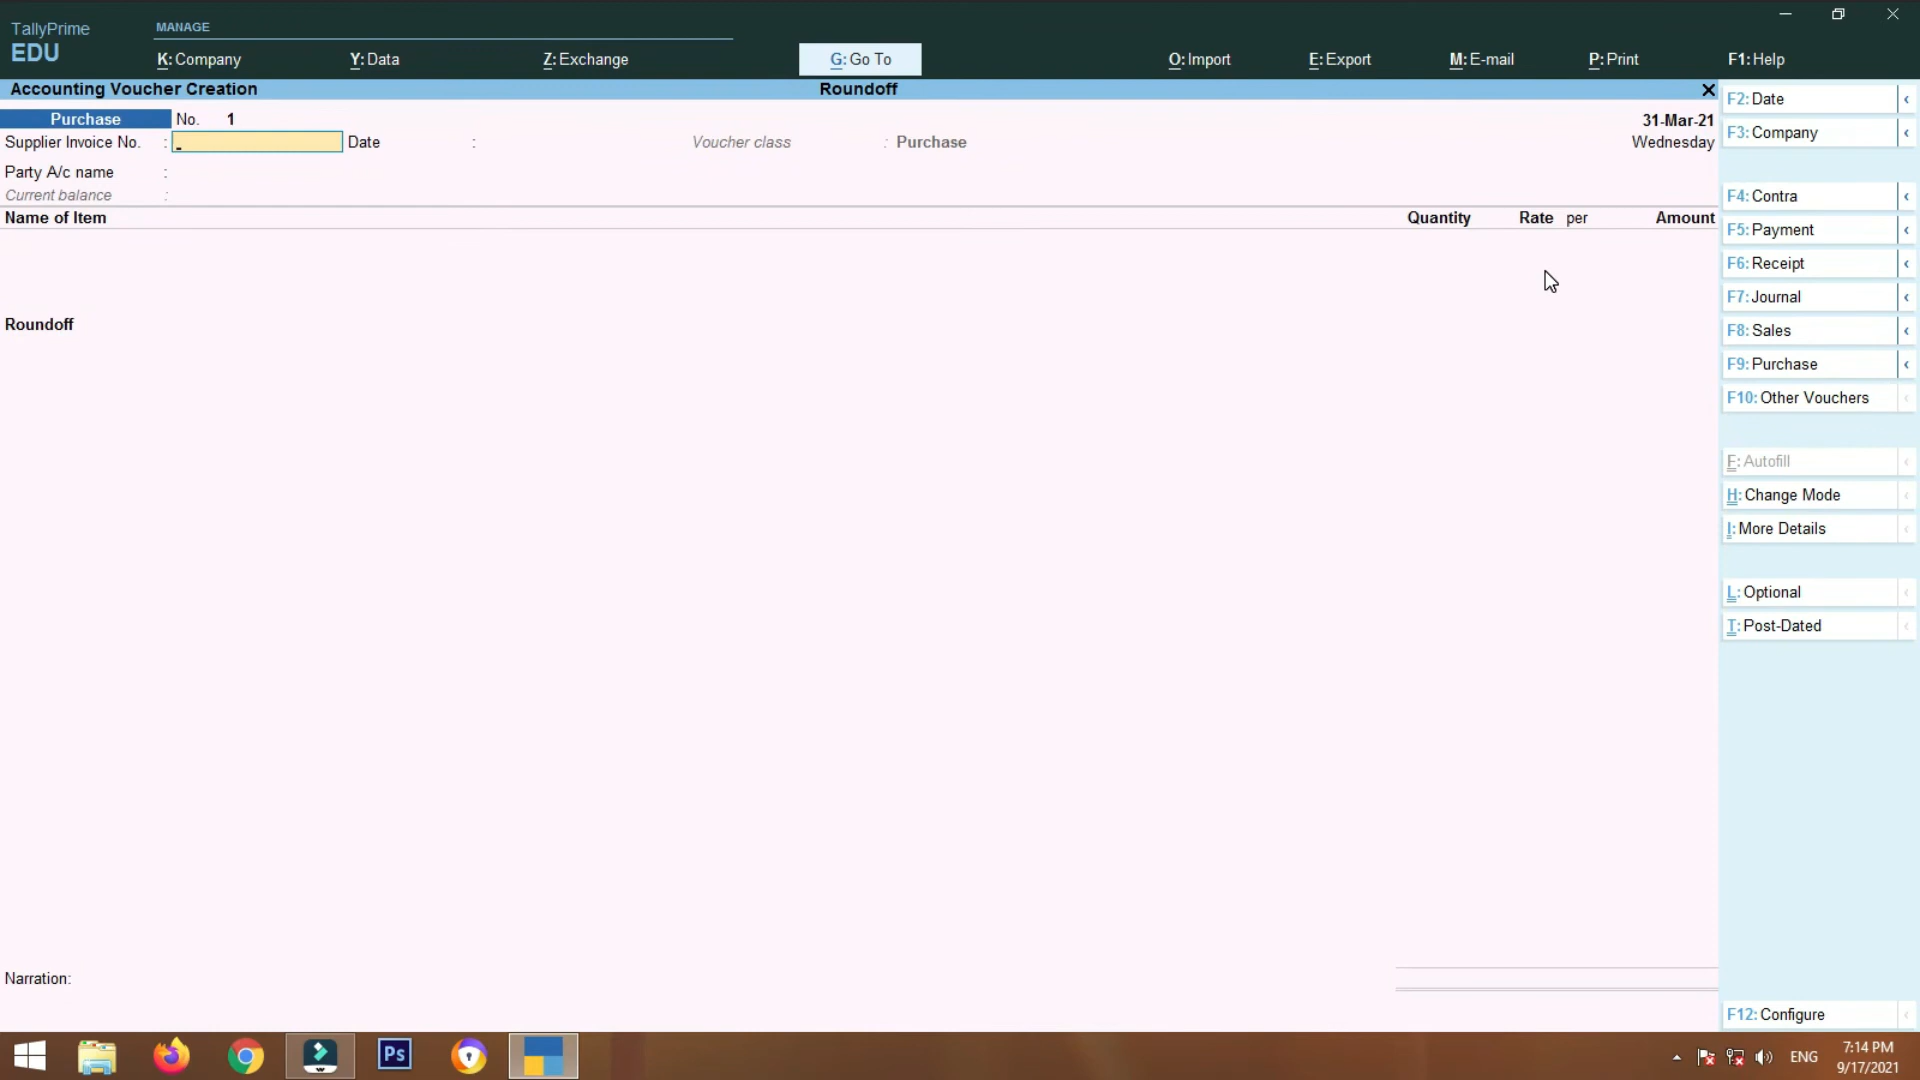 TallyPrime
EDU
MANAGE
K: Company
Y: Data
Z: Exchange
G: Go To
O: Import
E: Export
M: E-mail
P: Print
F1: Help
Accounting Voucher Creation
Roundoff
Purchase No. 1
31-Mar-21
Supplier Invoice No. : Date :
Voucher class : Purchase
Wednesday
Party A/c name :
Current balance :
Name of Item Quantity Rate per Amount
Roundoff
Narration:
F2: Date
F3: Company
F4: Contra
F5: Payment
F6: Receipt
F7: Journal
F8: Sales
F9: Purchase
F10: Other Vouchers
F: Autofill
H: Change Mode
I: More Details
L: Optional
T: Post-Dated
F12: Configure
Ps
ENG
7:14 PM
9/17/2021